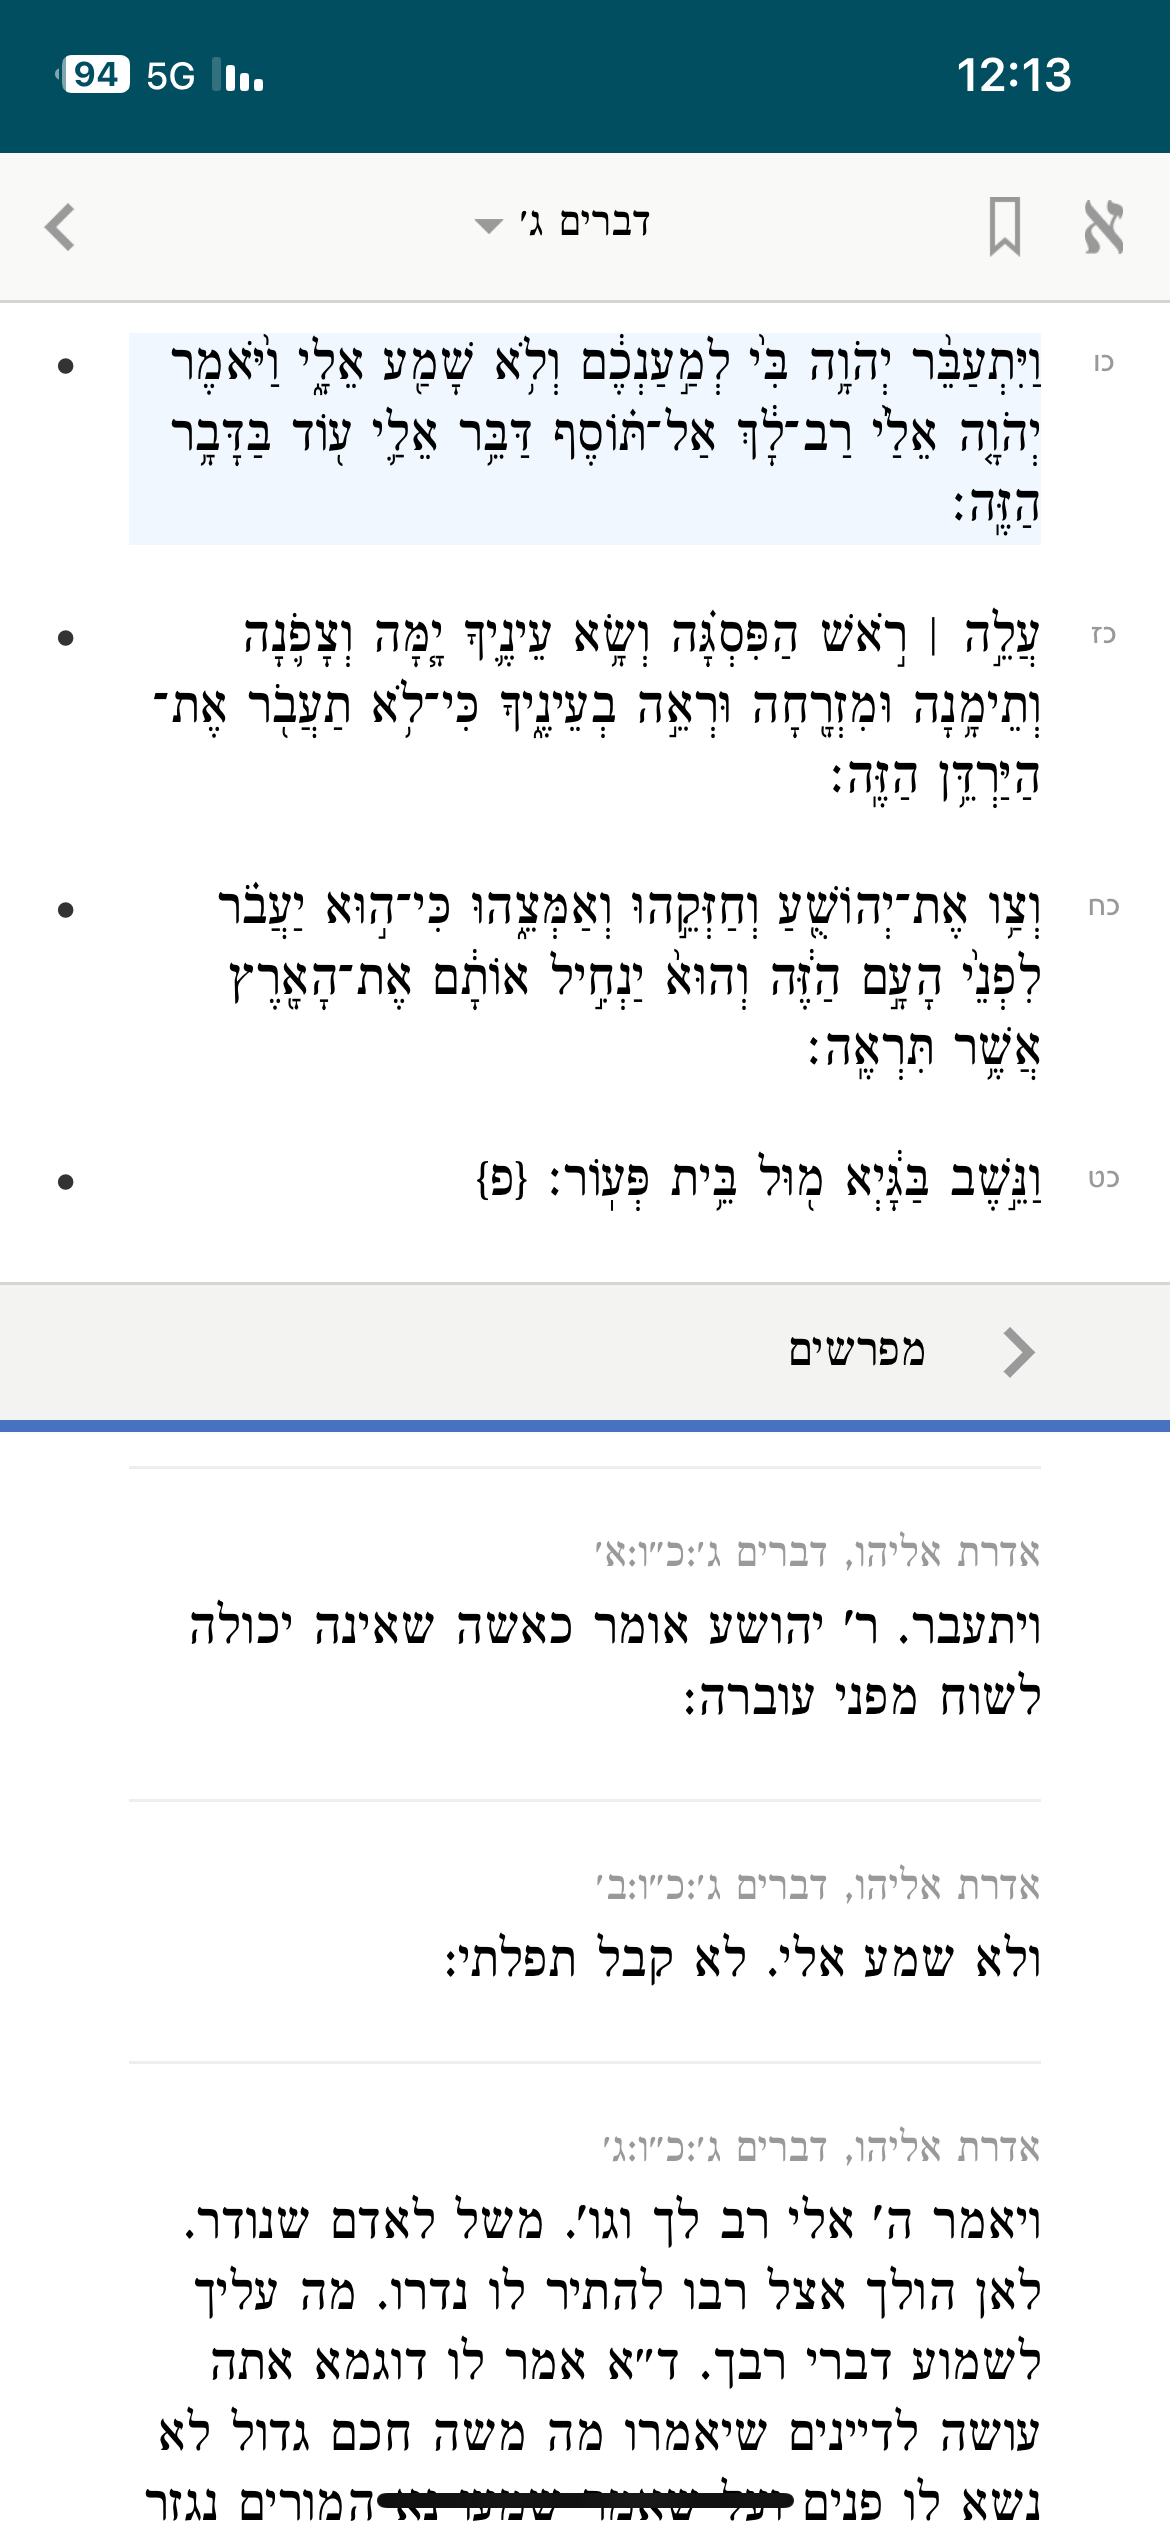 94 5G 12:13
דברים ג׳
כו
וַיִּתְעַבֵּ֨ר יְהֹוָ֥ה בִּי֙ לְמַ֣עַנְכֶ֔ם וְלֹ֥א שָׁמַ֖ע אֵלָ֑י וַיֹּ֨אמֶר
יְהֹוָ֤ה אֵלַי֙ רַב־לָ֔ךְ אַל־תּ֗וֹסֶף דַּבֵּ֥ר אֵלַ֛י ע֖וֹד בַּדָּבָ֥ר
הַזֶּֽה׃
כז
עֲלֵ֣ה ׀ רֹ֣אשׁ הַפִּסְגָּ֗ה וְשָׂ֥א עֵינֶ֛יךָ יָ֧מָּה וְצָפֹ֛נָה
וְתֵימָ֥נָה וּמִזְרָ֖חָה וּרְאֵ֣ה בְעֵינֶ֑יךָ כִּי־לֹ֥א תַעֲבֹ֖ר אֶת־
הַיַּרְדֵּ֥ן הַזֶּֽה׃
כח
וְצַ֥ו אֶת־יְהוֹשֻׁ֖עַ וְחַזְּקֵ֣הוּ וְאַמְּצֵ֑הוּ כִּי־ה֣וּא יַעֲבֹ֗ר
לִפְנֵי֙ הָעָ֣ם הַזֶּ֔ה וְהוּא֙ יַנְחִ֣יל אוֹתָ֔ם אֶת־הָאָ֖רֶץ
אֲשֶׁ֥ר תִּרְאֶֽה׃
כט
וַנֵּ֣שֶׁב בַּגָּ֔יְא מ֖וּל בֵּ֥ית פְּעֽוֹר׃ {פ}
מפרשים
אדרת אליהו, דברים ג׳:כ״ו:א׳
ויתעבר. ר׳ יהושע אומר כאשה שאינה יכולה
לשוח מפני עוברה:
אדרת אליהו, דברים ג׳:כ״ו:ב׳
ולא שמע אלי. לא קבל תפלתי:
אדרת אליהו, דברים ג׳:כ״ו:ג׳
ויאמר ה׳ אלי רב לך וגו׳. משל לאדם שנודר.
לאן הולך אצל רבו להתיר לו נדרו. מה עליך
לשמוע דברי רבך. ד״א אמר לו דוגמא אתה
עושה לדיינים שיאמרו מה משה חכם גדול לא
נשא לו פנים ועל שאמר שמעו נא המורים נגזר